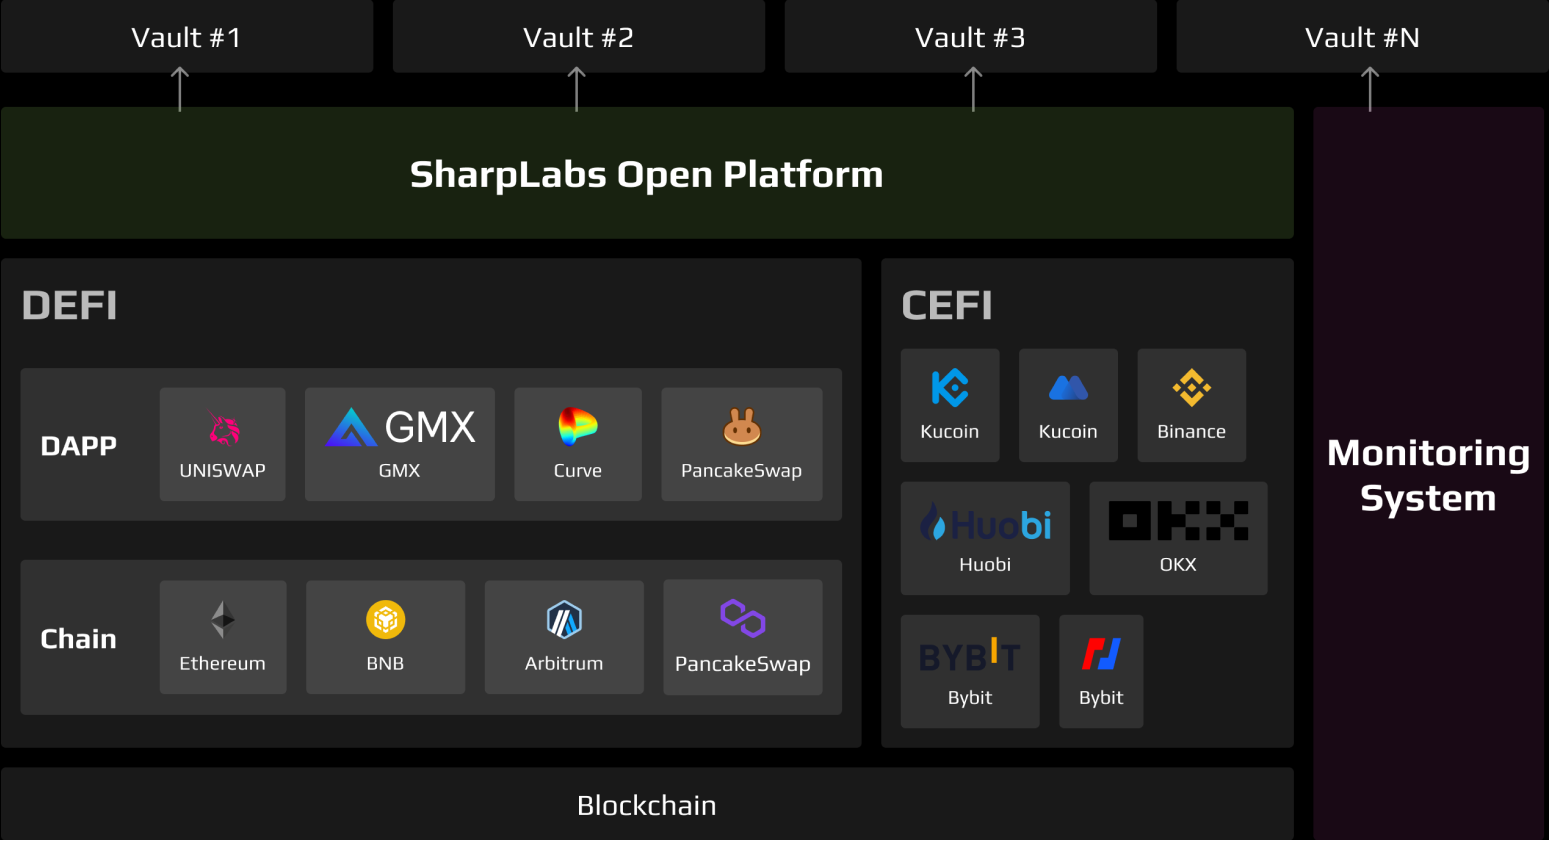 Vault #1
Vault #2
Vault #3
Vault #N
SharpLabs Open Platform
DEFI
DAPP
UNISWAP
GMX
GMX
Curve
PancakeSwap
Chain
Ethereum
BNB
Arbitrum
PancakeSwap
CEFI
Kucoin
Kucoin
Binance
Huobi
Huobi
OKX
OKX
BYBIT
Bybit
Bybit
Monitoring
System
Blockchain